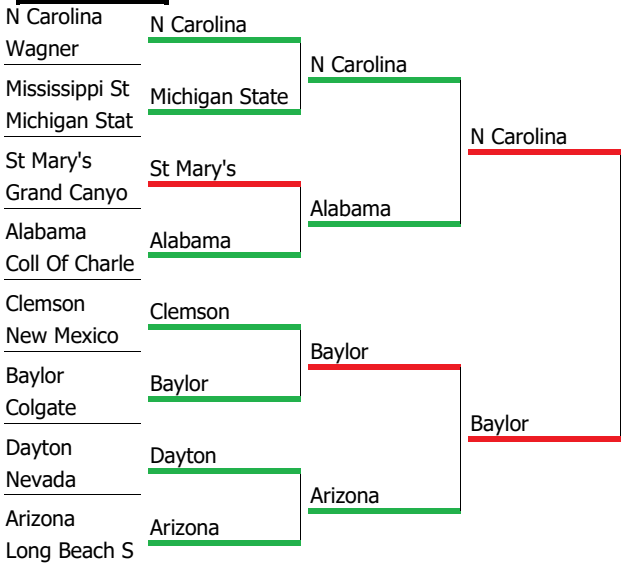 N Carolina
Wagner
Mississippi St
Michigan Stat
St Mary's
Grand Canyo
Alabama
Coll Of Charle
Clemson
New Mexico
Baylor
Colgate
Dayton
Nevada
Arizona
Long Beach S
N Carolina
Michigan State
St Mary's
Alabama
Clemson
Baylor
Dayton
Arizona
N Carolina
Alabama
Baylor
Arizona
N Carolina
Baylor